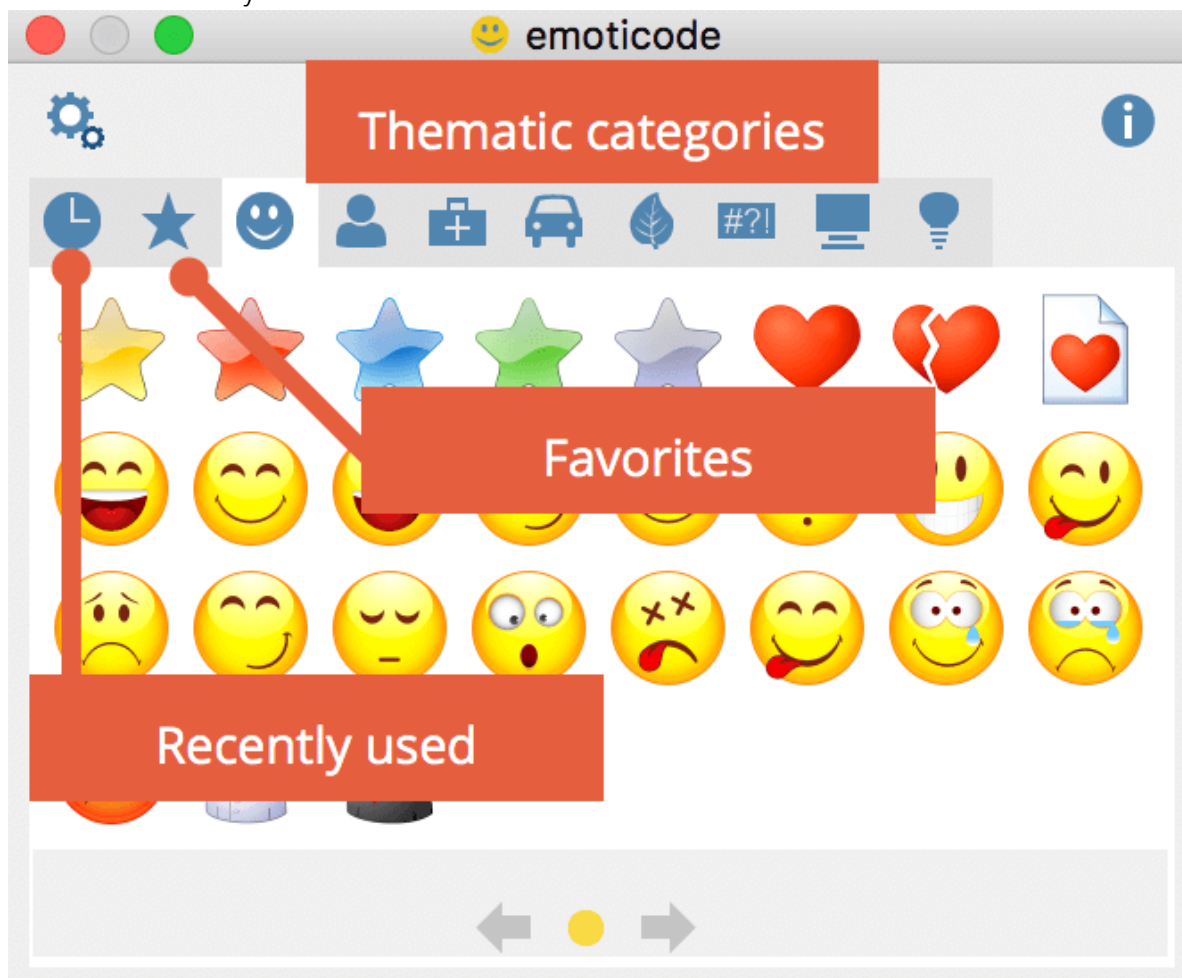 emoticode
Thematic categories
#?!
Favorites
Recently used